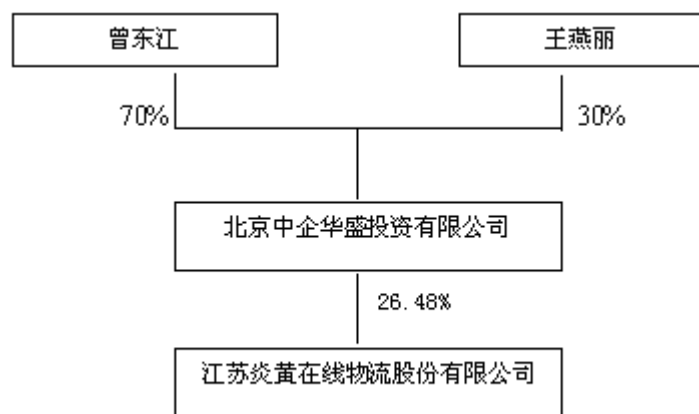 曾东江
王燕丽
70%
30%
北京中企华盛投资有限公司
26.48%
江苏炎黄在线物流股份有限公司